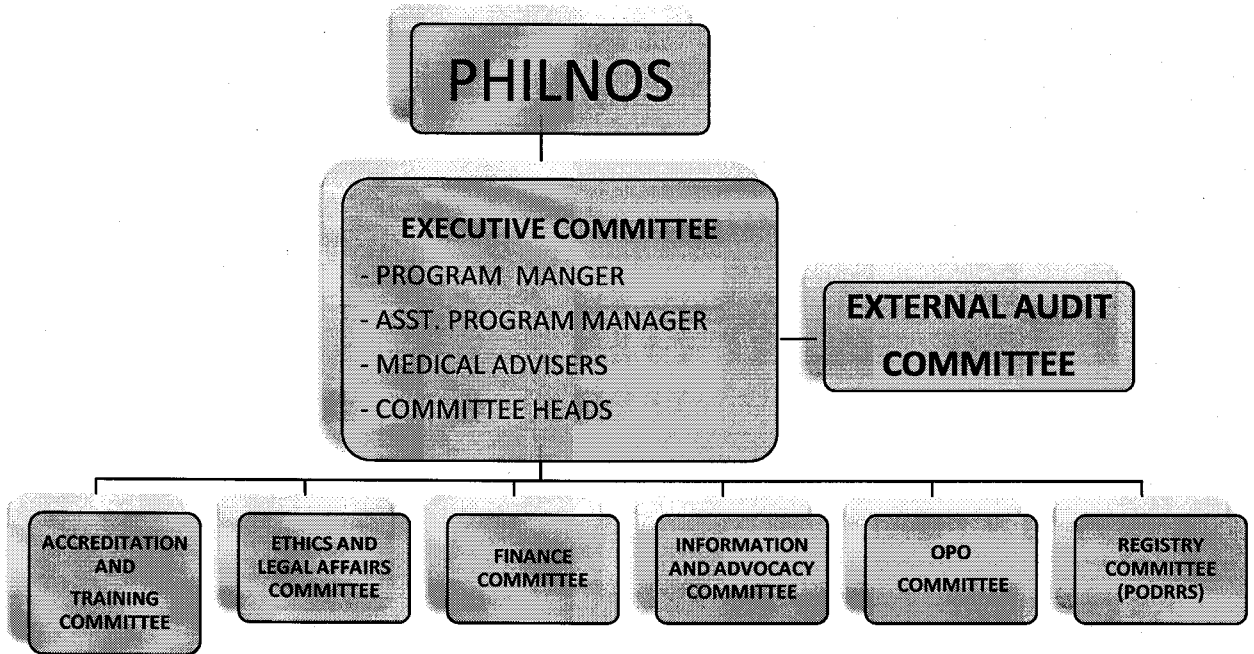 PHILNOS
EXECUTIVE COMMITTEE
- PROGRAM MANGER
- ASST. PROGRAM MANAGER
- MEDICAL ADVISERS
- COMMITTEE HEADS
EXTERNAL AUDIT
COMMITTEE
ACCREDITATION
AND
TRAINING
COMMITTEE
ETHICS AND
LEGAL AFFAIRS
COMMITTEE
FINANCE
COMMITTEE
INFORMATION
AND ADVOCACY
COMMITTEE
OPO
COMMITTEE
REGISTRY
COMMITTEE
(PODRRS)